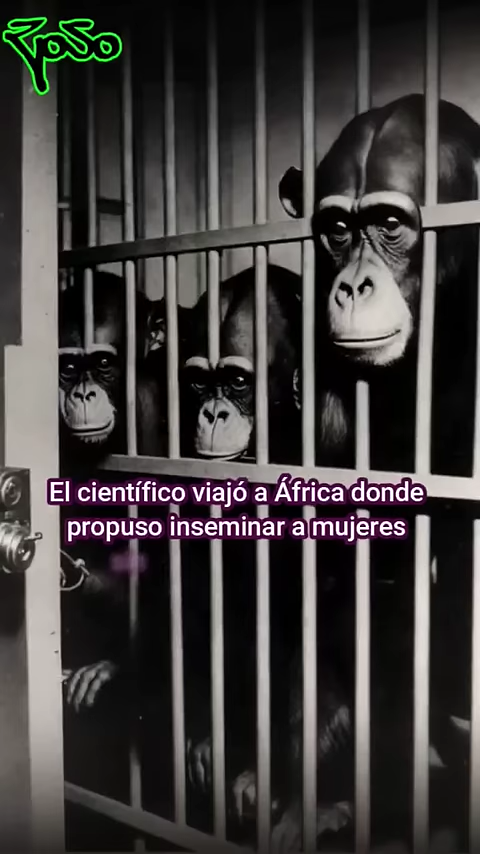 El científico viajó a África donde
propuso inseminar a mujeres